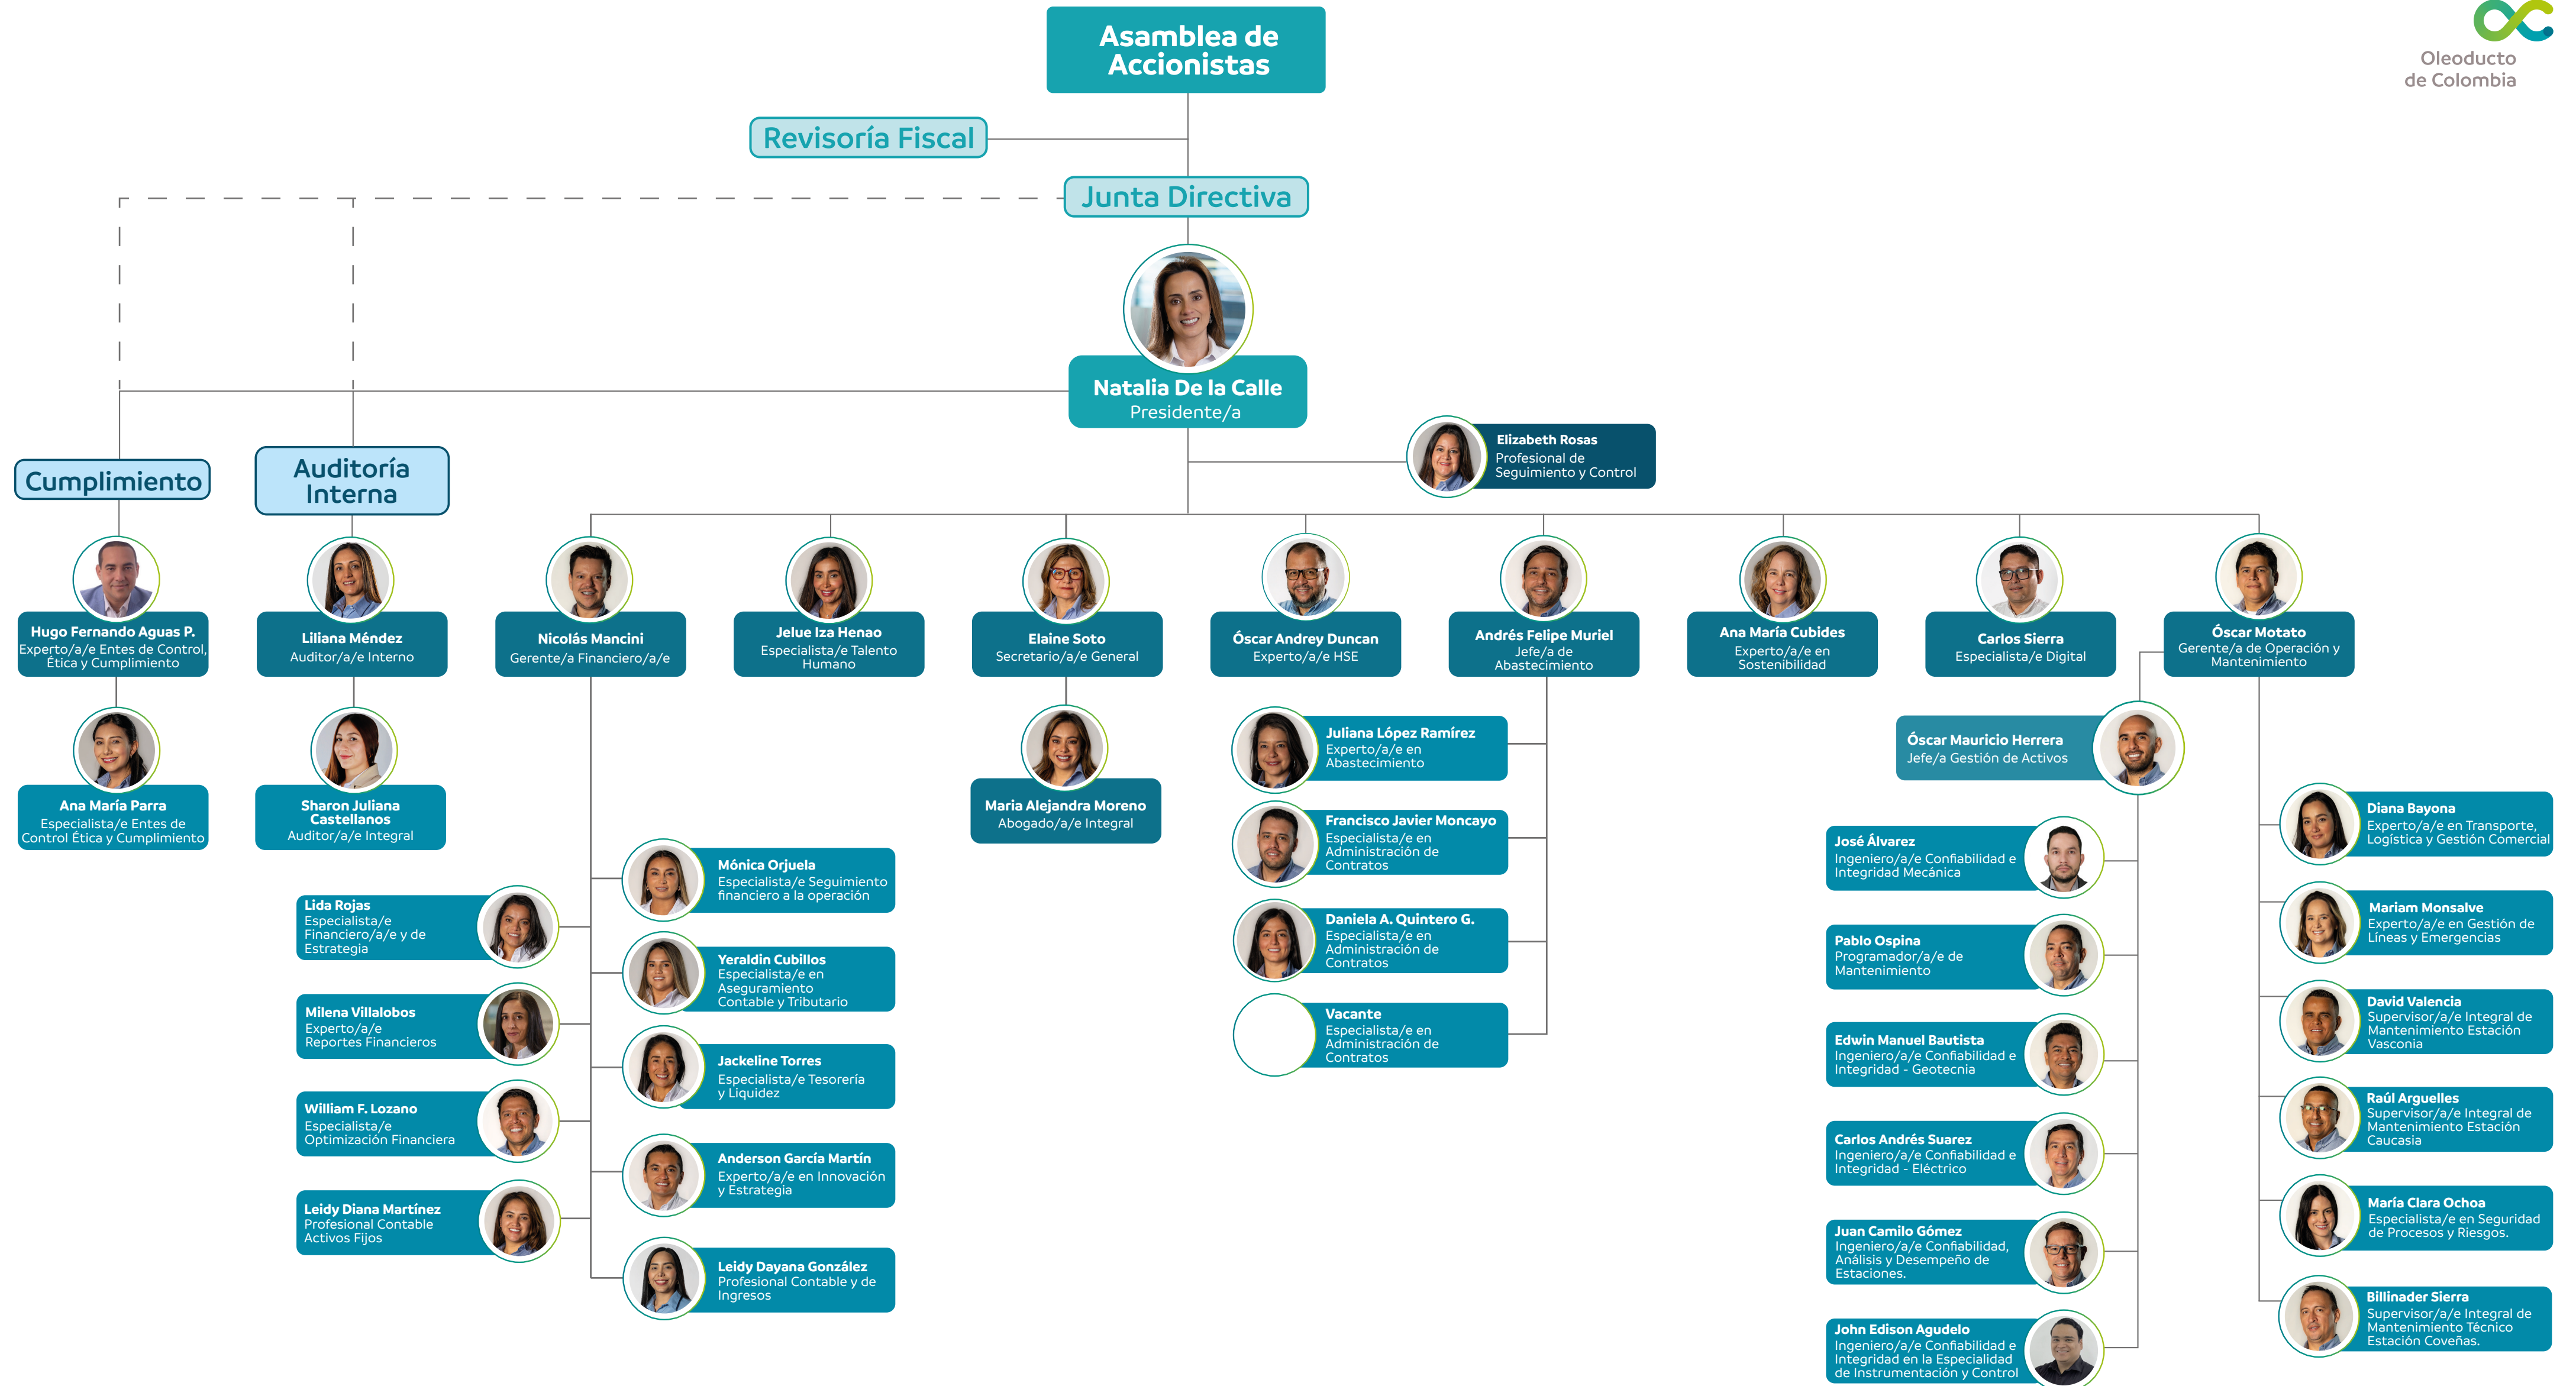 Asamblea de
Accionistas
Oleoducto
de Colombia
Revisoría Fiscal
Junta Directiva
Natalia De la Calle
Presidente/a
Elizabeth Rosas
Profesional de
Seguimiento y Control
Cumplimiento
Auditoría
Interna
Hugo Fernando Aguas P.
Experto/a/e Entes de Control,
Ética y Cumplimiento
Liliana Méndez
Auditor/a/e Interno
Nicolás Mancini
Gerente/a Financiero/a/e
Jelue Iza Henao
Especialista/e Talento
Humano
Elaine Soto
Secretario/a/e General
Óscar Andrey Duncan
Experto/a/e HSE
Andrés Felipe Muriel
Jefe/a de
Abastecimiento
Ana María Cubides
Experto/a/e en
Sostenibilidad
Carlos Sierra
Especialista/e Digital
Óscar Motato
Gerente/a de Operación y
Mantenimiento
Ana María Parra
Especialista/e Entes de
Control Ética y Cumplimiento
Sharon Juliana
Castellanos
Auditor/a/e Integral
Lida Rojas
Especialista/e
Financiero/a/e y de
Estrategia
Milena Villalobos
Experto/a/e
Reportes Financieros
William F. Lozano
Especialista/e
Optimización Financiera
Leidy Diana Martínez
Profesional Contable
Activos Fijos
Mónica Orjuela
Especialista/e Seguimiento
financiero a la operación
Yeraldin Cubillos
Especialista/e en
Aseguramiento
Contable y Tributario
Jackeline Torres
Especialista/e Tesorería
y Liquidez
Anderson García Martín
Experto/a/e en Innovación
y Estrategia
Leidy Dayana González
Profesional Contable y de
Ingresos
Maria Alejandra Moreno
Abogado/a/e Integral
Juliana López Ramírez
Experto/a/e en
Abastecimiento
Francisco Javier Moncayo
Especialista/e en
Administración de
Contratos
Daniela A. Quintero G.
Especialista/e en
Administración de
Contratos
Vacante
Especialista/e en
Administración de
Contratos
Óscar Mauricio Herrera
Jefe/a Gestión de Activos
José Álvarez
Ingeniero/a/e Confiabilidad e
Integridad Mecánica
Pablo Ospina
Programador/a/e de
Mantenimiento
Edwin Manuel Bautista
Ingeniero/a/e Confiabilidad e
Integridad - Geotecnia
Carlos Andrés Suarez
Ingeniero/a/e Confiabilidad e
Integridad - Eléctrico
Juan Camilo Gómez
Ingeniero/a/e Confiabilidad,
Análisis y Desempeño de
Estaciones.
John Edison Agudelo
Ingeniero/a/e Confiabilidad e
Integridad en la Especialidad
de Instrumentación y Control
Diana Bayona
Experto/a/e en Transporte,
Logística y Gestión Comercial
Mariam Monsalve
Experto/a/e en Gestión de
Líneas y Emergencias
David Valencia
Supervisor/a/e Integral de
Mantenimiento Estación
Vasconia
Raúl Arguelles
Supervisor/a/e Integral de
Mantenimiento Estación
Caucasia
María Clara Ochoa
Especialista/e en Seguridad
de Procesos y Riesgos.
Billinader Sierra
Supervisor/a/e Integral de
Mantenimiento Técnico
Estación Coveñas.